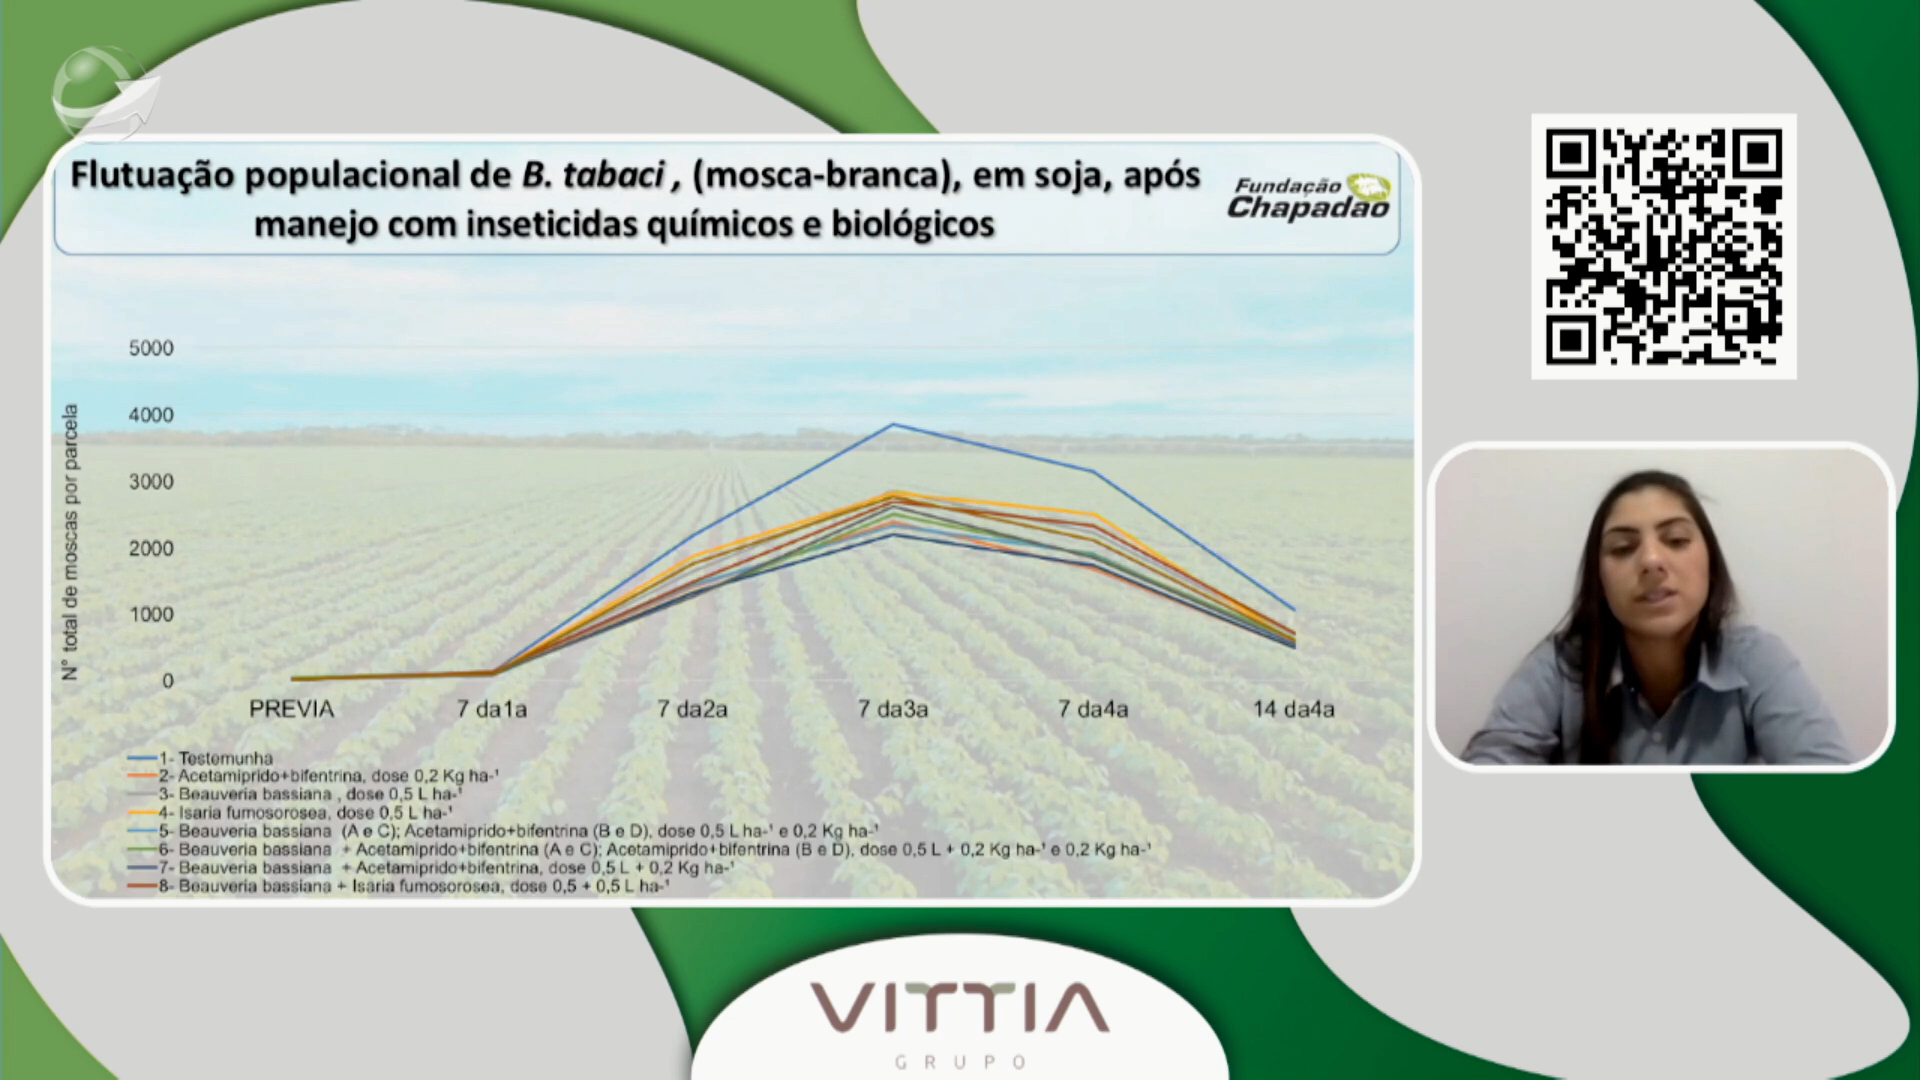 Flutuação populacional de B. tabaci , (mosca-branca), em soja, após
manejo com inseticidas químicos e biológicos
Fundação
Chapadão
N° total de moscas por parcela
5000
4000
3000
2000
1000
0
PREVIA 7 da1a 7 da2a 7 da3a 7 da4a 14 da4a
1- Testemunha
2- Acetamiprido+bifentrina, dose 0,2 Kg ha-¹
3- Beauveria bassiana , dose 0,5 L ha-¹
4- Isaria fumosorosea, dose 0,5 L ha-¹
5- Beauveria bassiana (A e C); Acetamiprido+bifentrina (B e D), dose 0,5 L ha-¹ e 0,2 Kg ha-¹
6- Beauveria bassiana + Acetamiprido+bifentrina (A e C); Acetamiprido+bifentrina (B e D), dose 0,5 L + 0,2 Kg ha-¹ e 0,2 Kg ha-¹
7- Beauveria bassiana + Acetamiprido+bifentrina, dose 0,5 L + 0,2 Kg ha-¹
8- Beauveria bassiana + Isaria fumosorosea, dose 0,5 + 0,5 L ha-¹
VITTIA
GRUPO